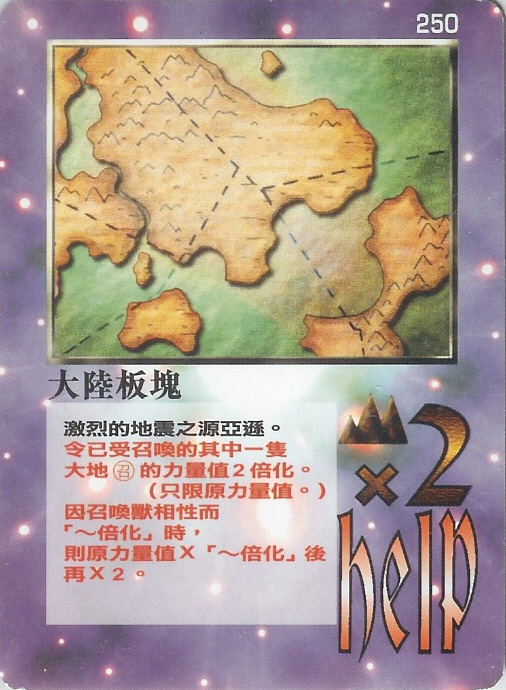 250
大陸板塊
激烈的地震之源亞遜。
令已受召喚的其中一隻
大地㊂的力量值2倍化。
(只限原力量值。)
因召喚獸相性而
「～倍化」時，
則原力量值X「～倍化」後
再X 2 。
×2
help